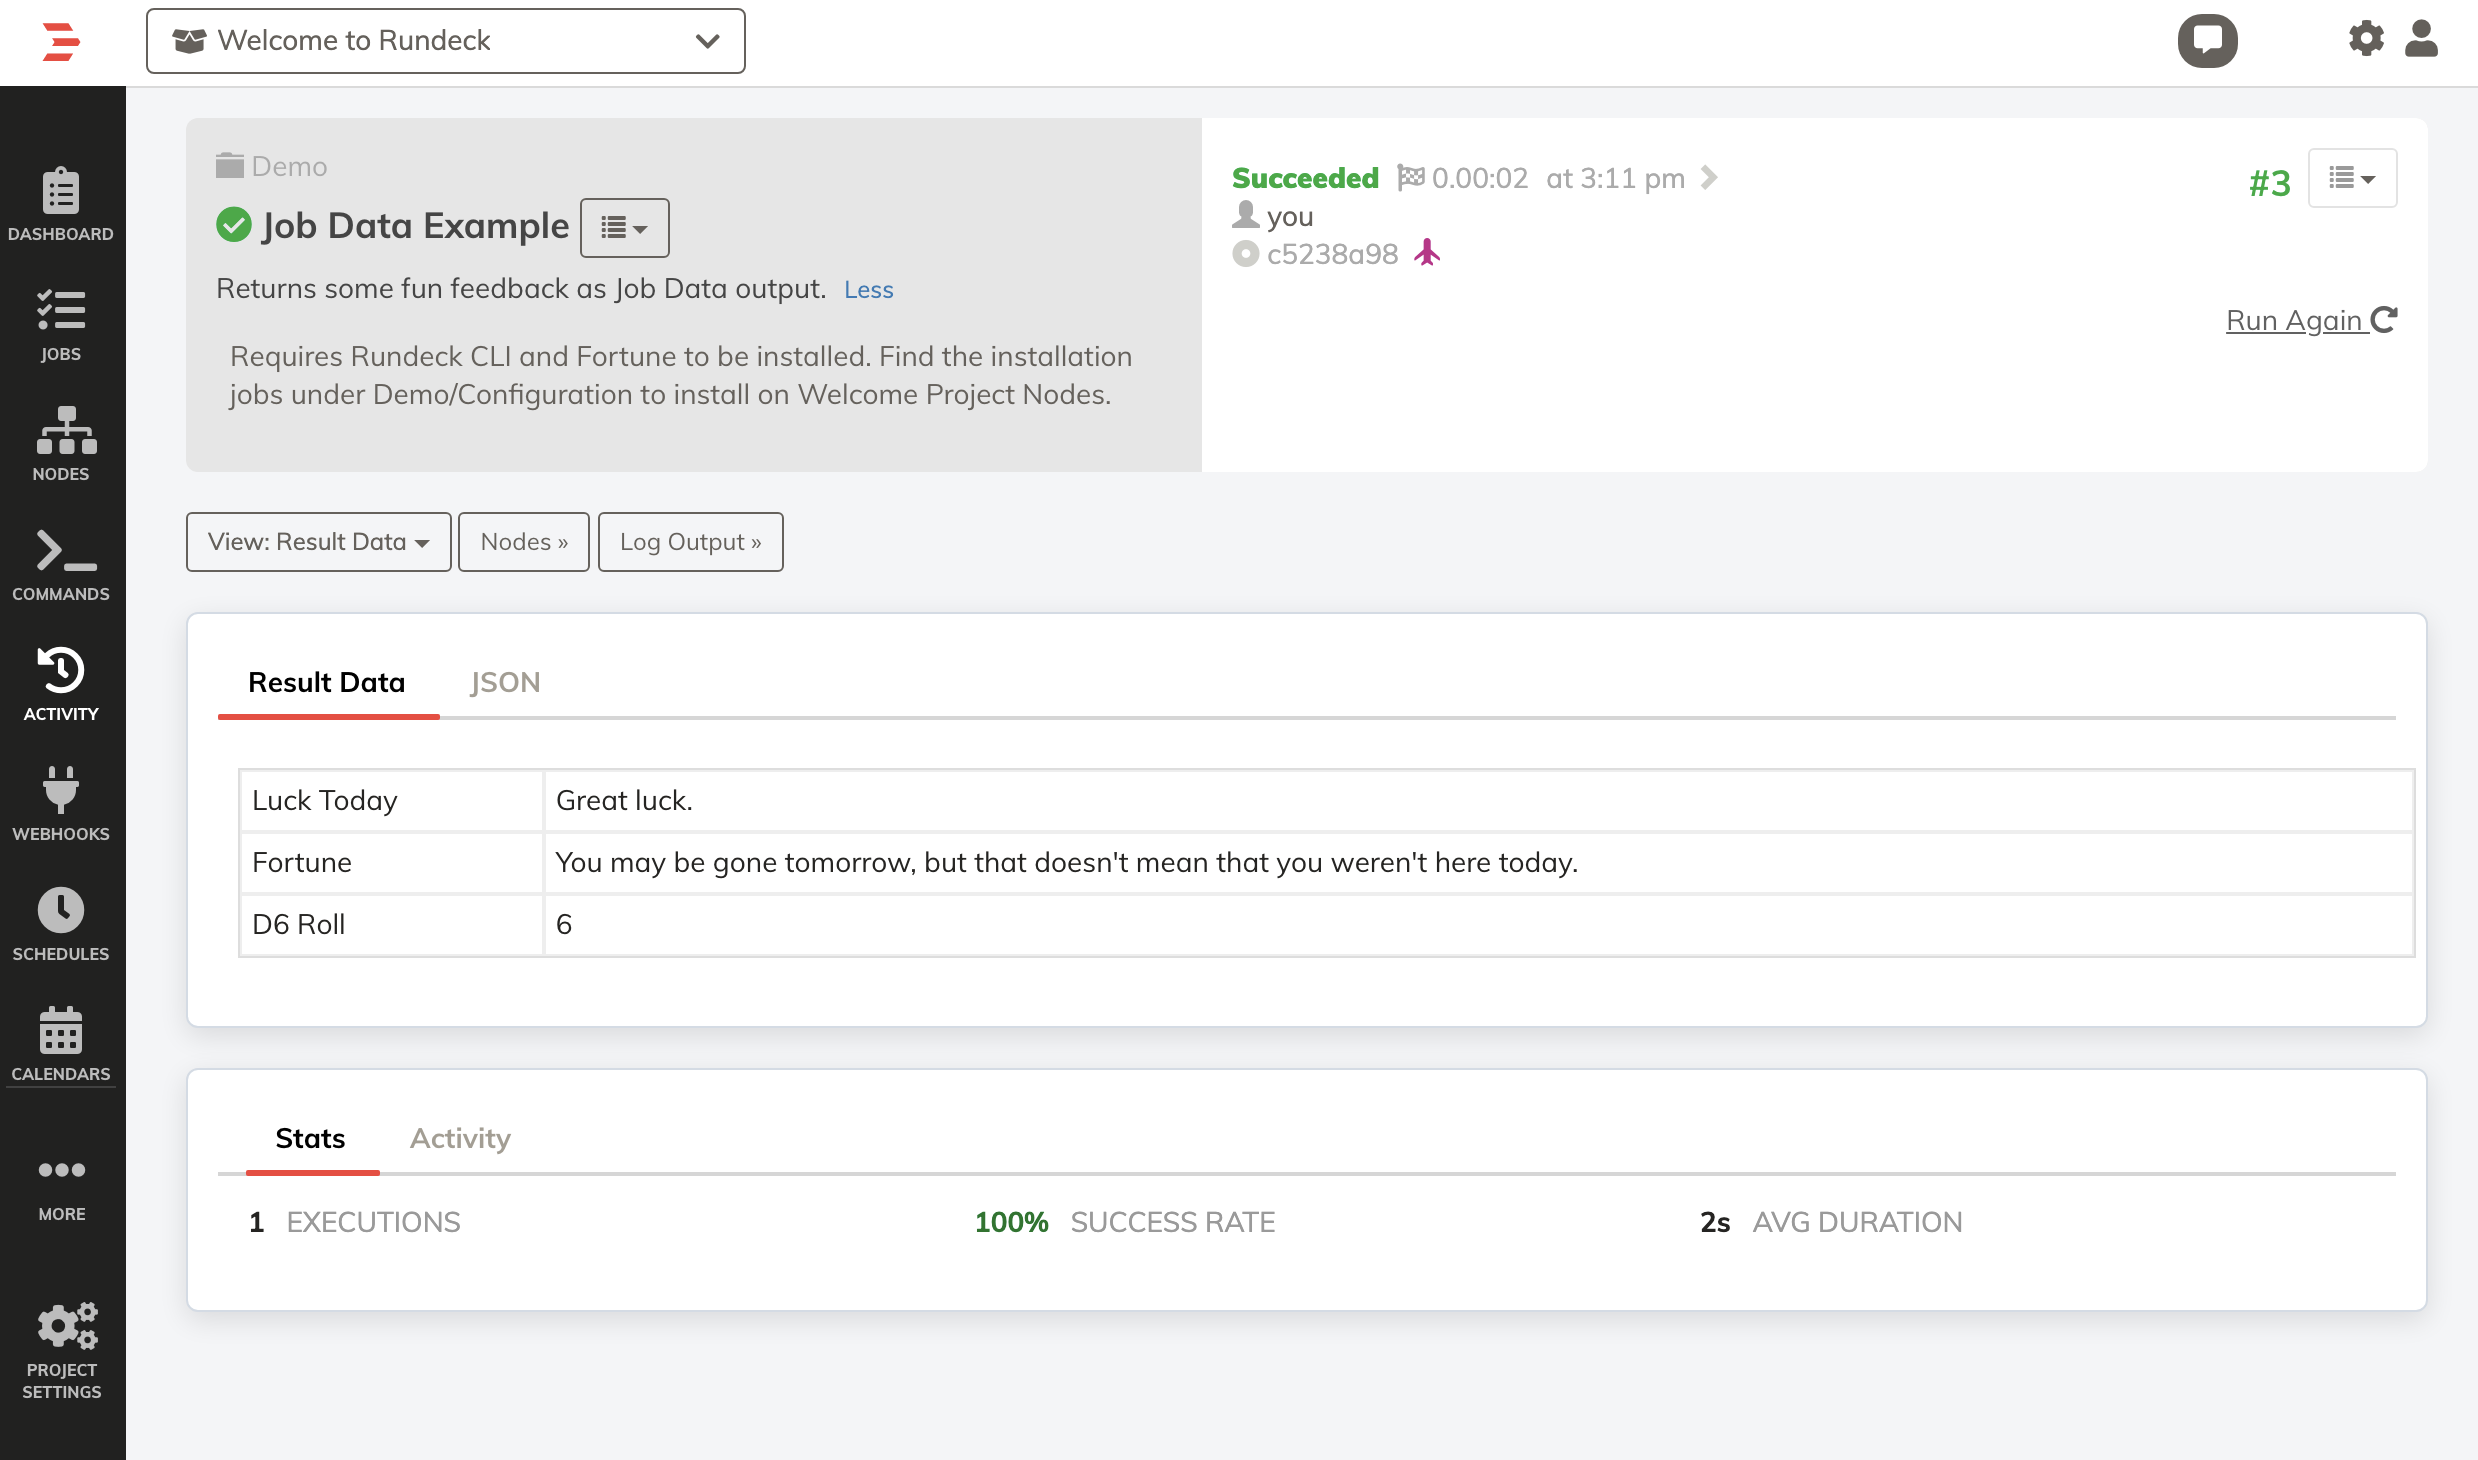 Welcome to Rundeck
DASHBOARD
JOBS
NODES
COMMANDS
ACTIVITY
WEBHOOKS
SCHEDULES
CALENDARS
MORE
PROJECT
SETTINGS
Demo
Job Data Example
Returns some fun feedback as Job Data output. Less
Requires Rundeck CLI and Fortune to be installed. Find the installation
jobs under Demo/Configuration to install on Welcome Project Nodes.
Succeeded 0.00:02 at 3:11 pm
#3
you
c5238a98
Run Again
View: Result Data
Nodes »
Log Output »
Result Data JSON
Luck Today Great luck.
Fortune You may be gone tomorrow, but that doesn't mean that you weren't here today.
D6 Roll 6
Stats Activity
1 EXECUTIONS 100% SUCCESS RATE 2s AVG DURATION